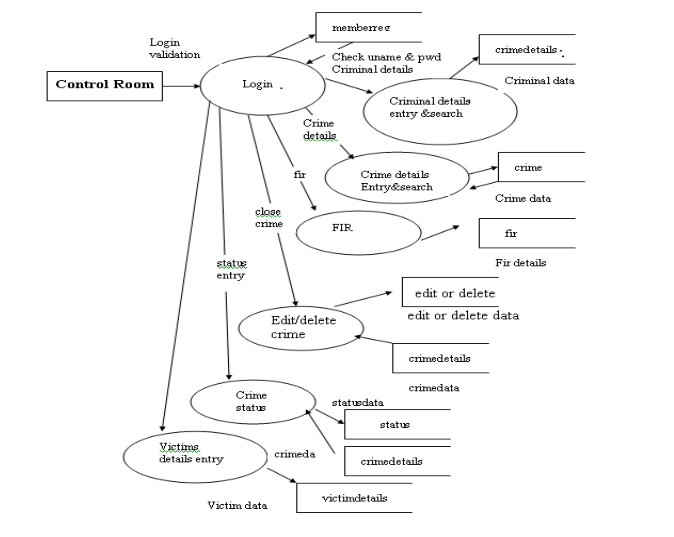 memberreg
Login
validation
Check uname & pwd
Criminal details
crimedetails
Control Room
Login .
Criminal data
Criminal details
entry &search
Crime
details
crime
Crime details
Entry&search
fir
Crime data
close
crime
FIR
fir
Fir details
status
entry
edit or delete
edit or delete data
Edit/delete
crime
crimedetails
crimedata
Crime
status
statusdata
status
Victims
details entry
crimeda
crimedetails
victimdetails
Victim data